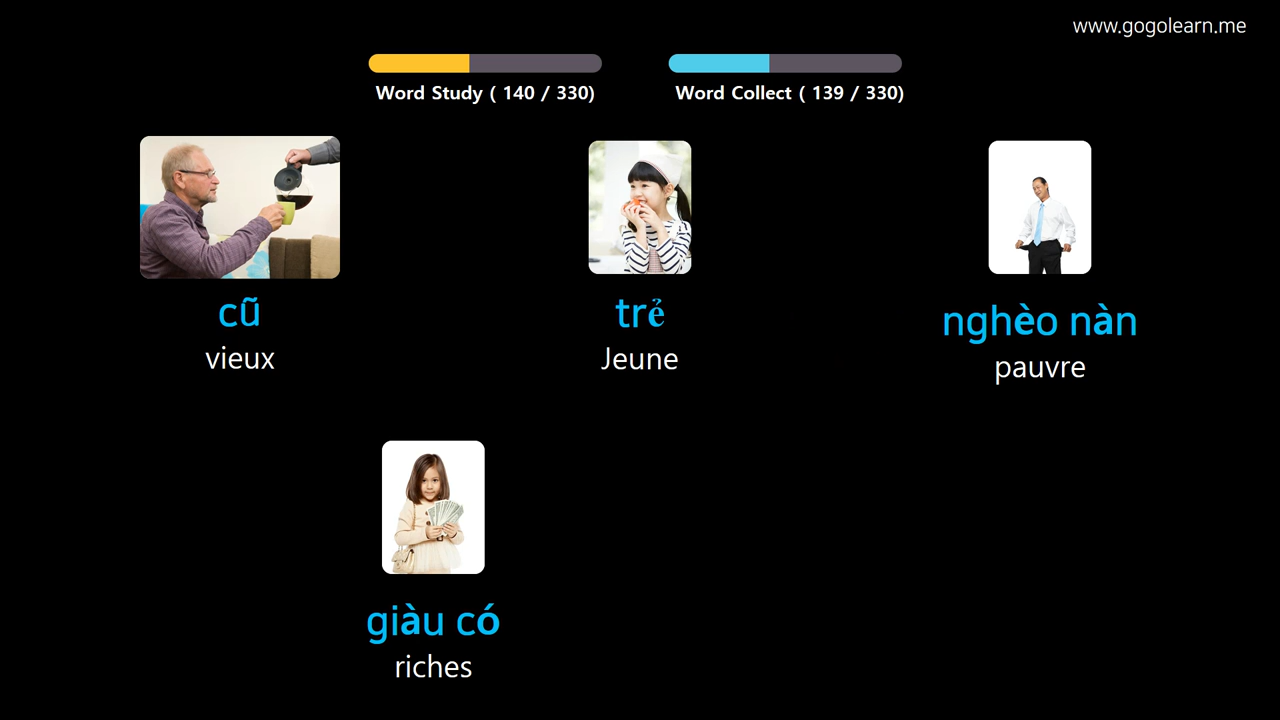 www.gogolearn.me
Word Study ( 140 / 330)
Word Collect ( 139 / 330)
cũ
vieux
trẻ
Jeune
nghèo nàn
pauvre
giàu có
riches